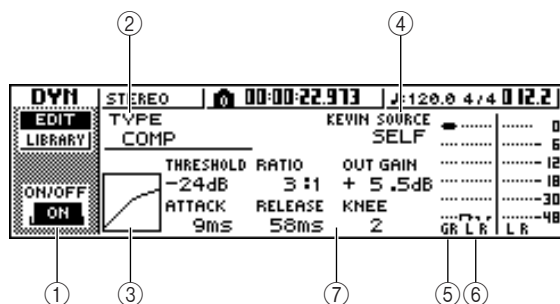 ② ④
DYN STEREO 00:00:22.973 ♩:120.0 4/4 012.2
EDIT TYPE KEVIN SOURCE 0
LIBRARY COMP SELF 6
THRESHOLD RATIO OUT GAIN 12
ON/OFF -24dB 3 :1 + 5.5dB 18
ON ATTACK RELEASE KNEE 30
9ms 58ms 2 48
GR L R L R
① ③ ⑦ ⑤ ⑥